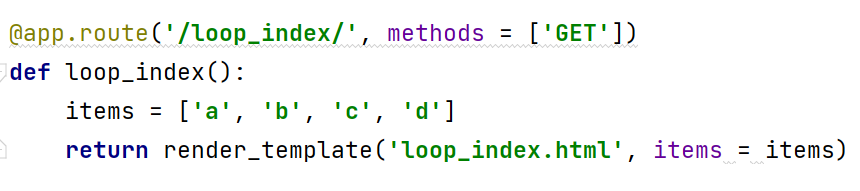 @app.route('/loop_index/', methods = ['GET'])
def loop_index():
    items = ['a', 'b', 'c', 'd']
    return render_template('loop_index.html', items = items)